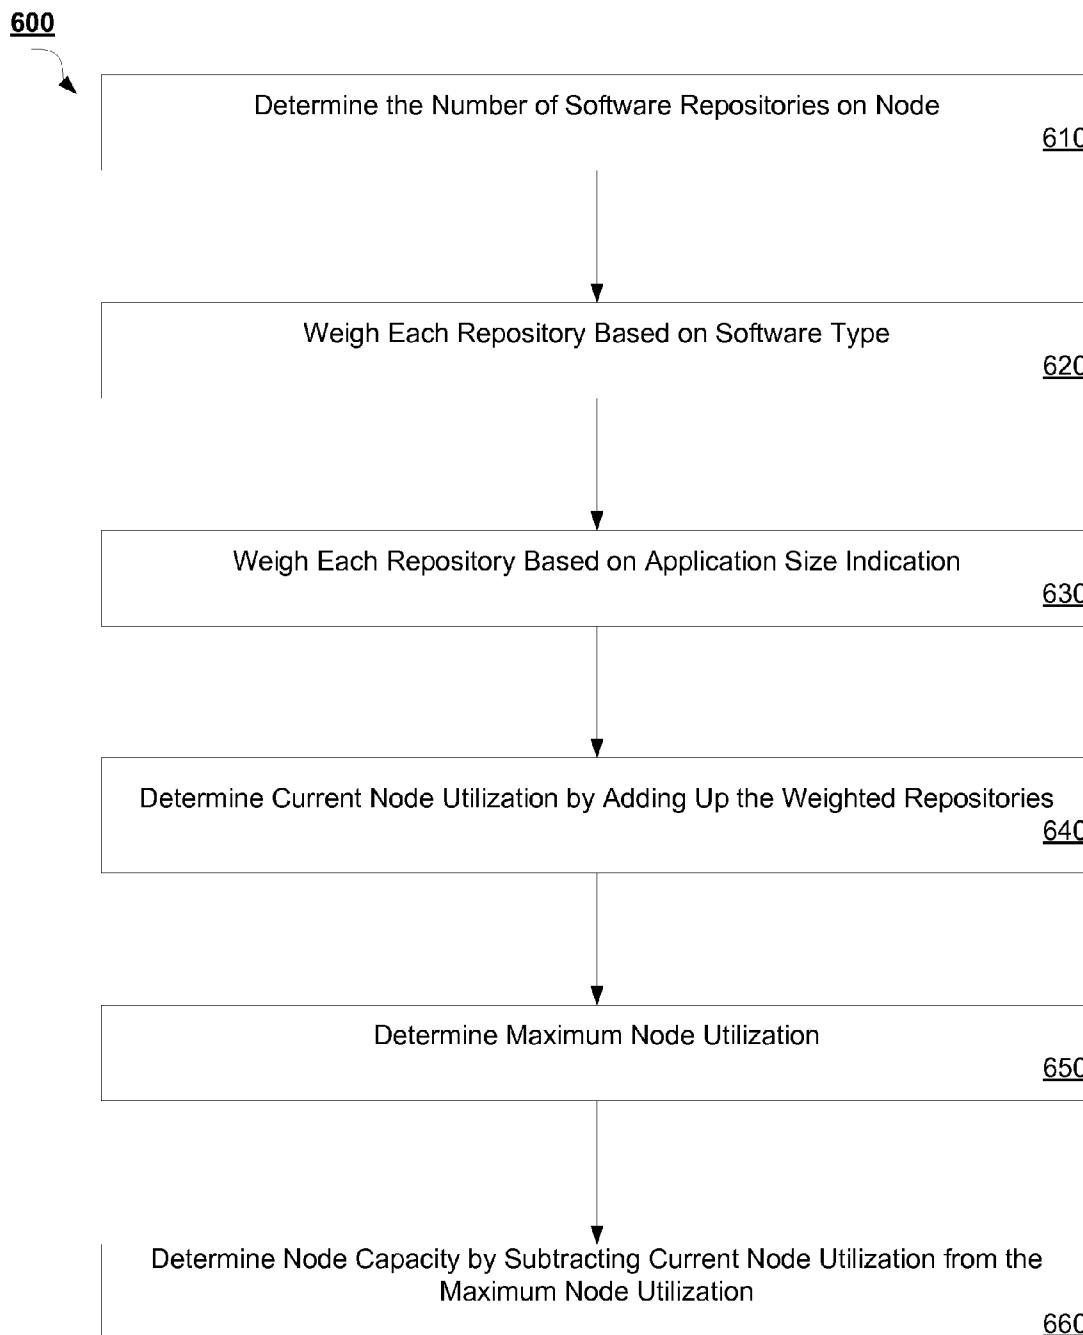 600
Determine the Number of Software Repositories on Node
610
Weigh Each Repository Based on Software Type
620
Weigh Each Repository Based on Application Size Indication
630
Determine Current Node Utilization by Adding Up the Weighted Repositories
640
Determine Maximum Node Utilization
650
Determine Node Capacity by Subtracting Current Node Utilization from the
Maximum Node Utilization
660